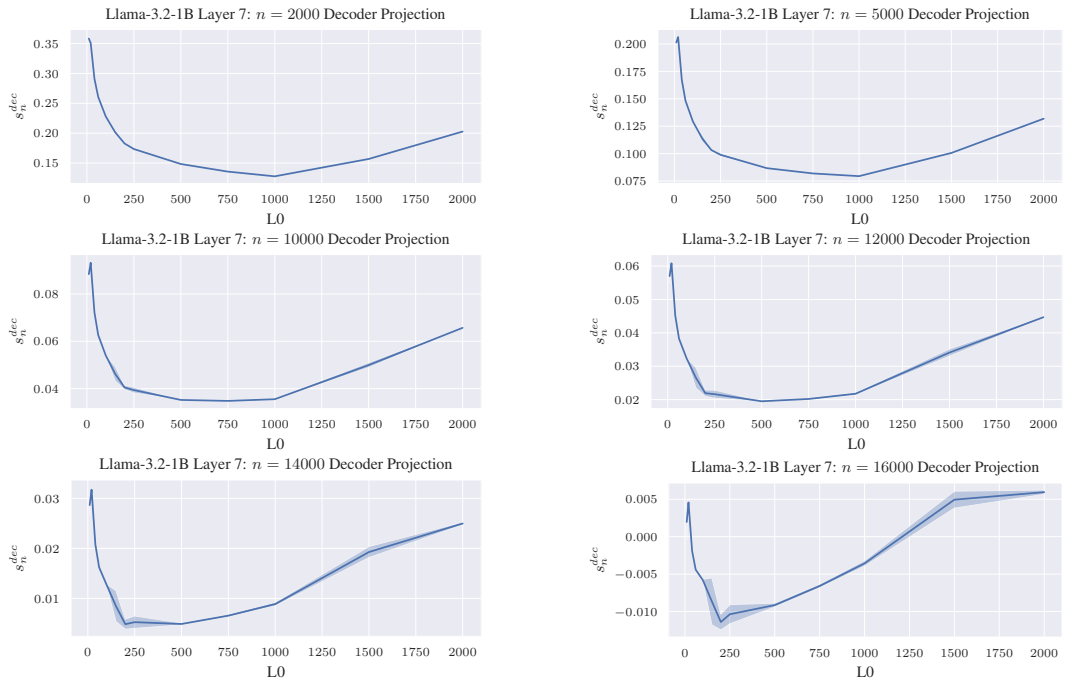 Llama-3.2-1B Layer 7: n = 2000 Decoder Projection
0.35
0.30
0.25
0.20
0.15
s_n^{dec}
0 250 500 750 1000 1250 1500 1750 2000
L0
Llama-3.2-1B Layer 7: n = 5000 Decoder Projection
0.200
0.175
0.150
0.125
0.100
0.075
s_n^{dec}
0 250 500 750 1000 1250 1500 1750 2000
L0
Llama-3.2-1B Layer 7: n = 10000 Decoder Projection
0.08
0.06
0.04
s_n^{dec}
0 250 500 750 1000 1250 1500 1750 2000
L0
Llama-3.2-1B Layer 7: n = 12000 Decoder Projection
0.06
0.05
0.04
0.03
0.02
s_n^{dec}
0 250 500 750 1000 1250 1500 1750 2000
L0
Llama-3.2-1B Layer 7: n = 14000 Decoder Projection
0.03
0.02
0.01
s_n^{dec}
0 250 500 750 1000 1250 1500 1750 2000
L0
Llama-3.2-1B Layer 7: n = 16000 Decoder Projection
0.005
0.000
−0.005
−0.010
s_n^{dec}
0 250 500 750 1000 1250 1500 1750 2000
L0